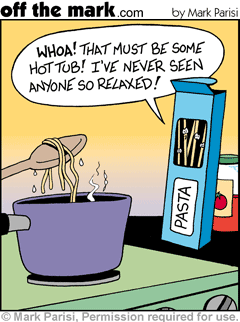 off the mark.com by Mark Parisi
WHOA! THAT MUST BE SOME
HOT TUB! I'VE NEVER SEEN
ANYONE SO RELAXED!
PASTA
© Mark Parisi, Permission required for use.